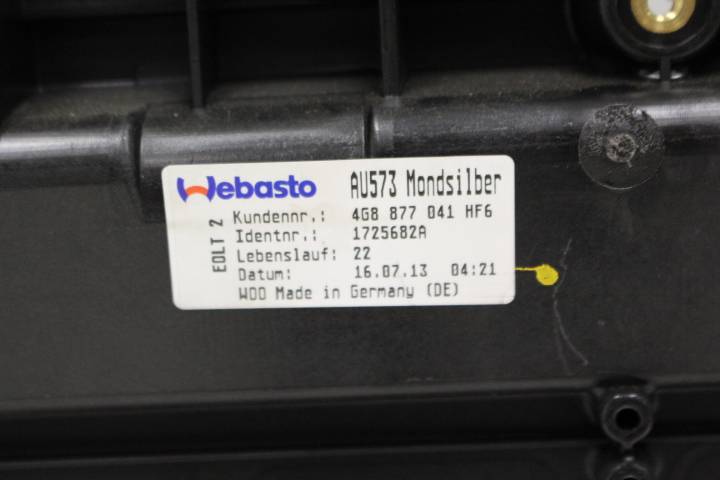 Webasto AU573 Mondsilber
EOLT 2
Kundennr.: 4G8 877 041 HF6
Identnr.: 1725682A
Lebenslauf: 22
Datum: 16.07.13 04:21
WOO Made in Germany (DE)